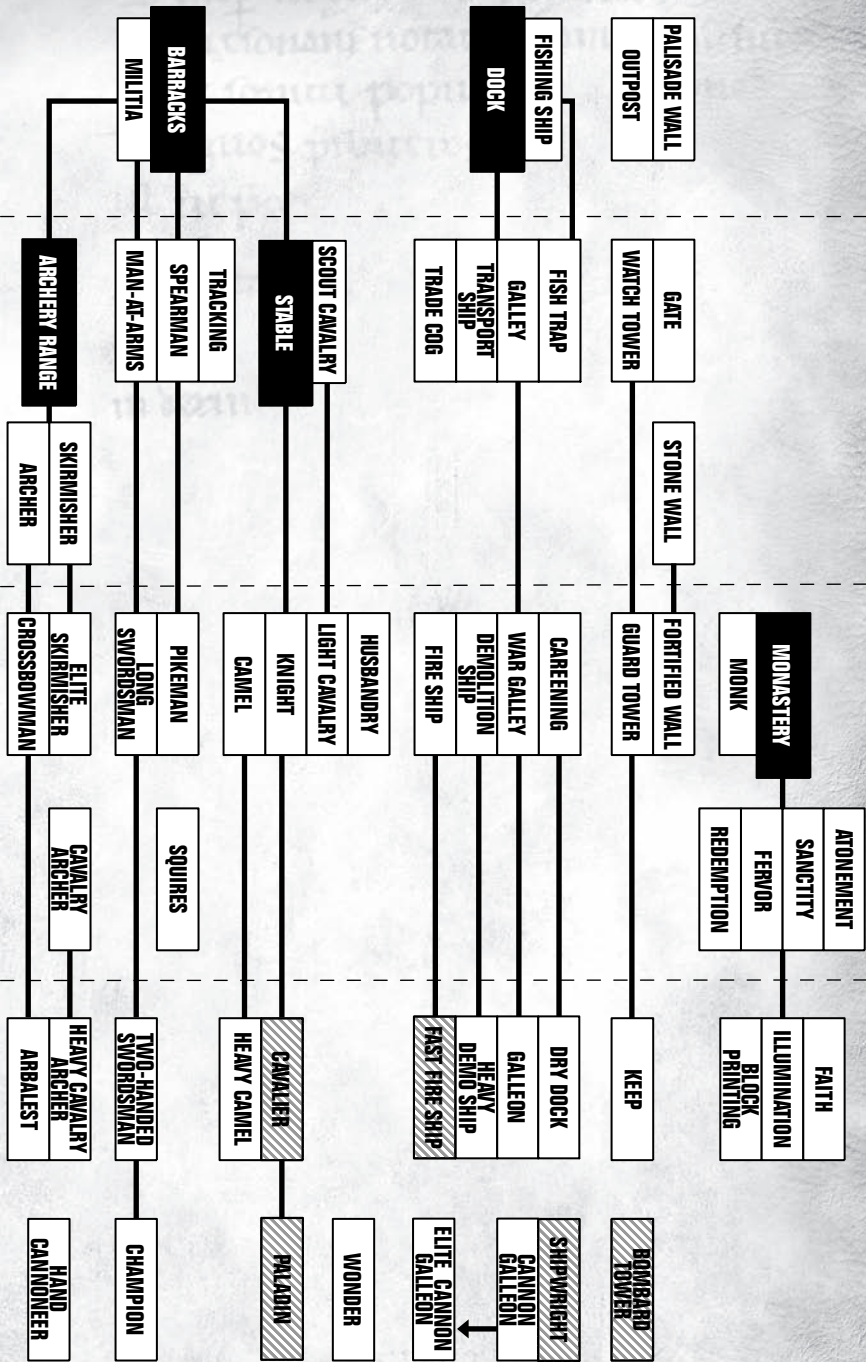 MONASTERY
MONK
ATONEMENT
SANCTITY
FERVOR
REDEMPTION
FAITH
ILLUMINATION
BLOCK
PRINTING
PALISADE WALL
OUTPOST
GATE
WATCH TOWER
STONE WALL
FORTIFIED WALL
GUARD TOWER
KEEP
BOMBARD
TOWER
FISHING SHIP
DOCK
FISH TRAP
GALLEY
TRANSPORT
SHIP
TRADE COG
CAREENING
WAR GALLEY
DEMOLITION
SHIP
FIRE SHIP
DRY DOCK
GALLEON
HEAVY
DEMO SHIP
FAST FIRE SHIP
SHIPWRIGHT
CANNON
GALLEON
ELITE CANNON
GALLEON
WONDER
SCOUT CAVALRY
STABLE
HUSBANDRY
LIGHT CAVALRY
KNIGHT
CAMEL
CAVALIER
HEAVY CAMEL
PALADIN
BARRACKS
MILITIA
TRACKING
SPEARMAN
MAN-AT-ARMS
PIKEMAN
LONG
SWORDSMAN
SQUIRES
TWO-HANDED
SWORDSMAN
CHAMPION
ARCHERY RANGE
SKIRMISHER
ARCHER
ELITE
SKIRMISHER
CROSSBOWMAN
CAVALRY
ARCHER
HEAVY CAVALRY
ARCHER
ARBALEST
HAND
CANNONEER